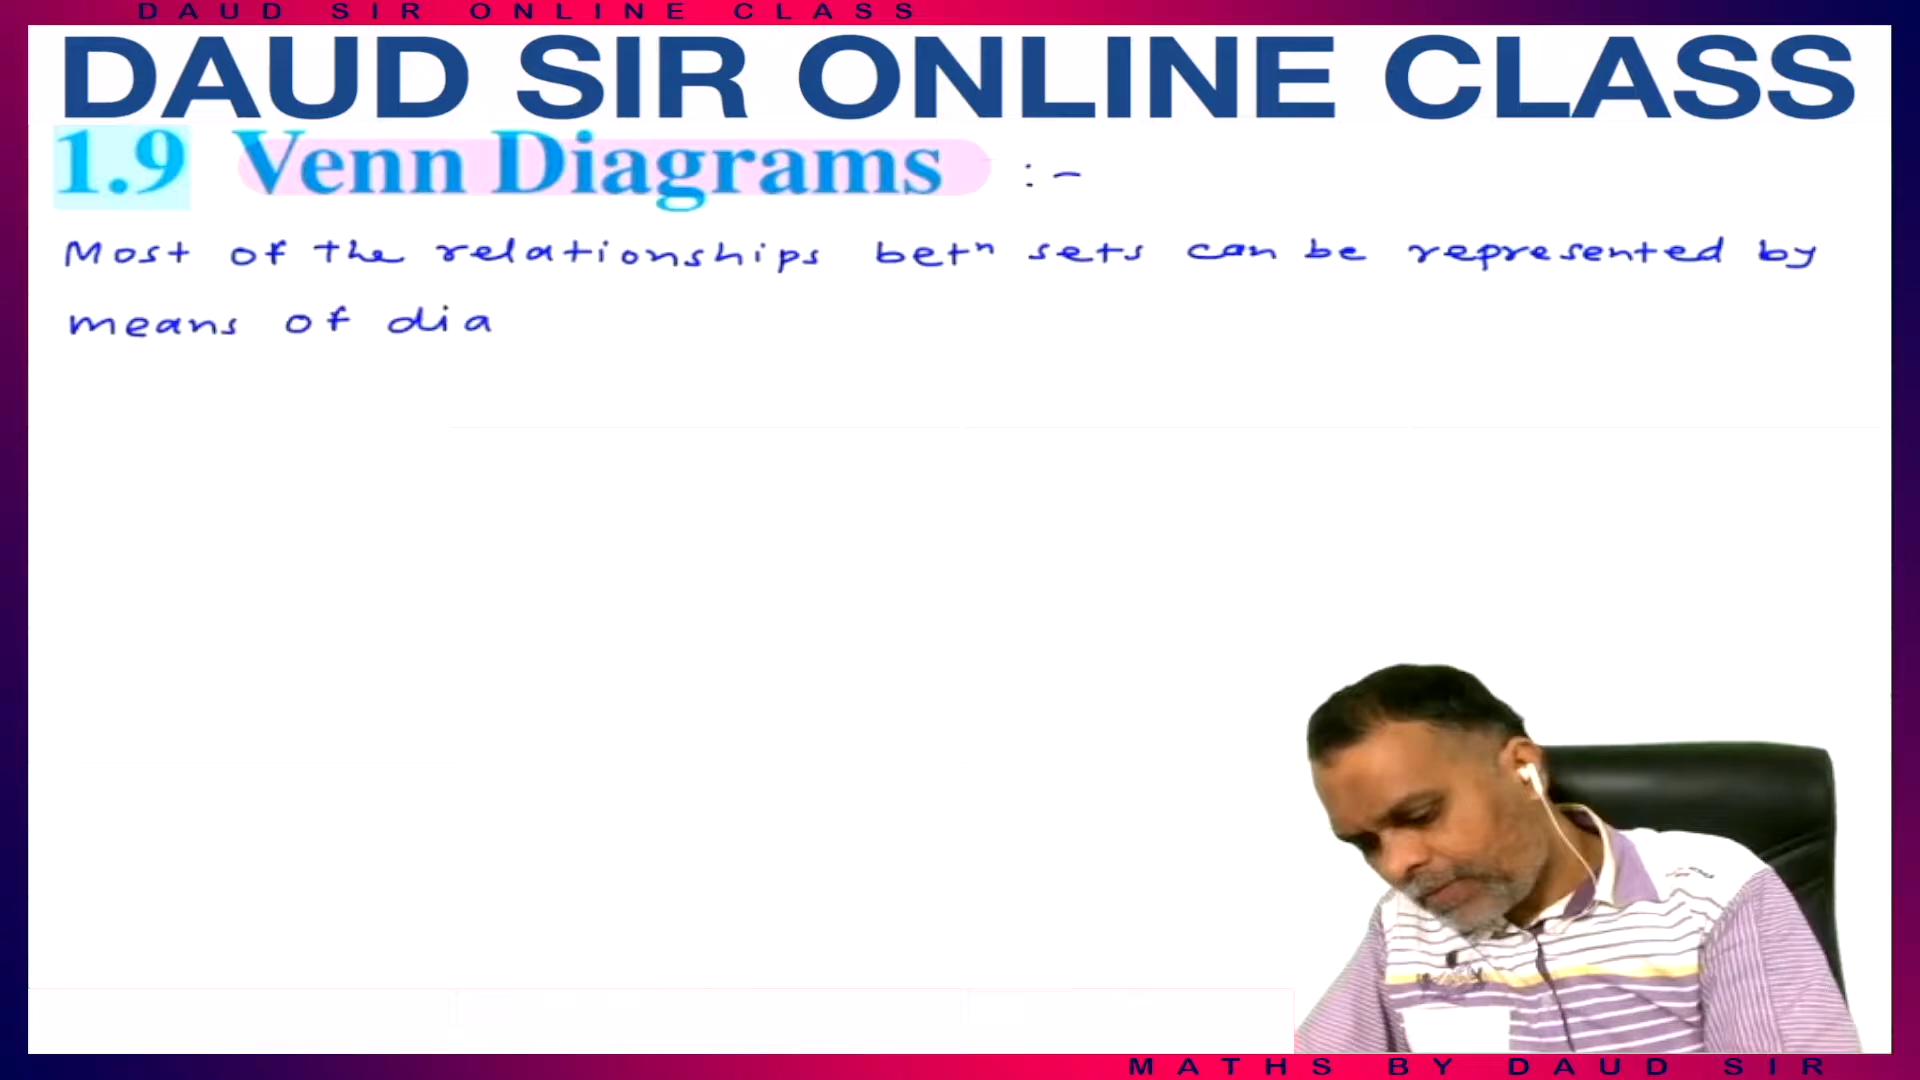 DAUD SIR ONLINE CLASS
DAUD SIR ONLINE CLASS
1.9 Venn Diagrams :-
Most of the relationships betⁿ sets can be represented by
means of dia
MATHS BY DAUD SIR